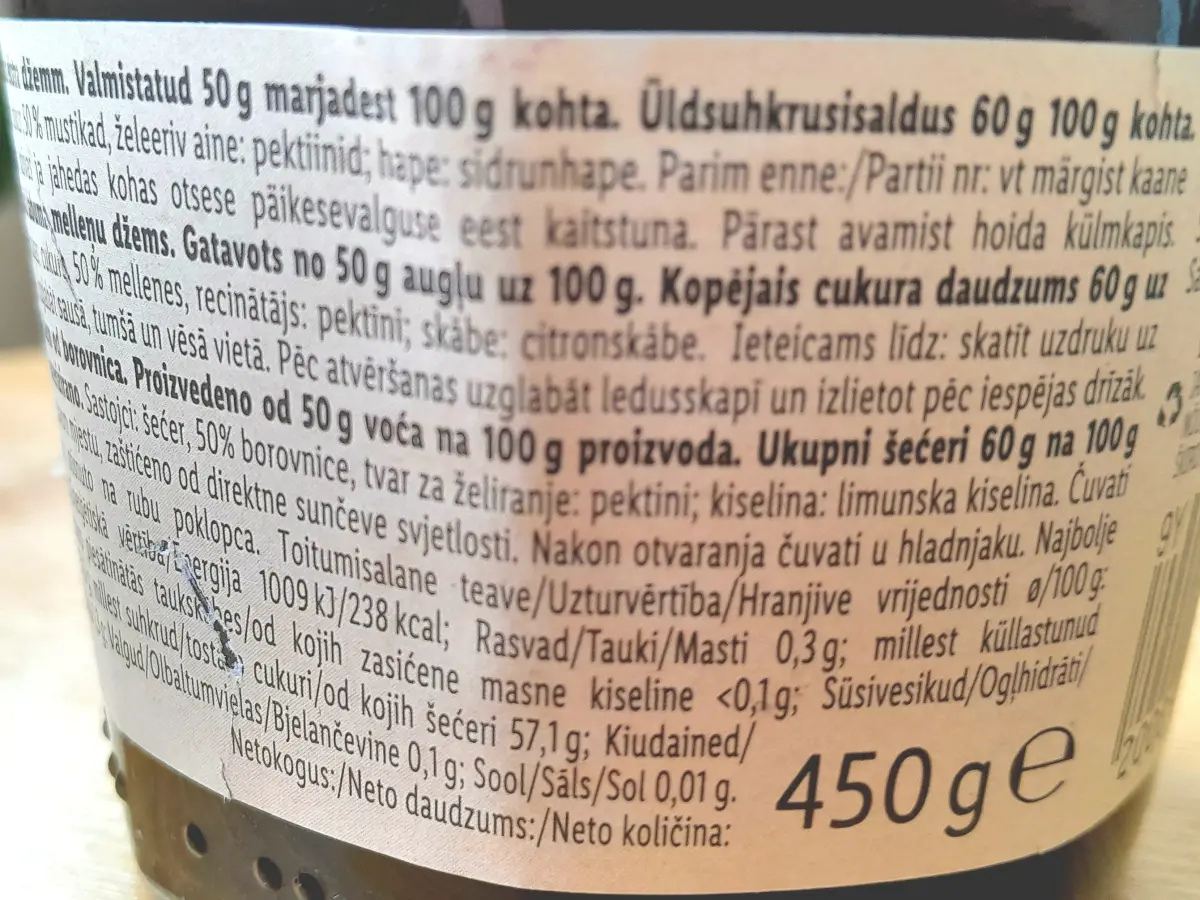 džemm. Valmistatud 50 g marjadest 100 g kohta. Üldsuhkrusisaldus 60 g 100 g kohta.
mustikad, želeeriv aine: pektiinid; hape: sidrunhape. Parim enne:/Partii nr: vt märgist kaane
ja jahedas kohas otsese päikesevalguse eest kaitstuna. Pärast avamist hoida külmkapis.
melleņu džems. Gatavots no 50 g augļu uz 100 g. Kopējais cukura daudzums 60 g uz
50% mellenes, recinātājs: pektīni; skābe: citronskābe. Ieteicams līdz: skatīt uzdruku uz
sausā, tumšā un vēsā vietā. Pēc atvēršanas uzglabāt ledusskapī un izlietot pēc iespējas drīzāk.
borovnica. Proizvedeno od 50 g voća na 100 g proizvoda. Ukupni šećeri 60 g na 100 g
Sastojci: šećer, 50% borovnice, tvar za želiranje: pektini; kiselina: limunska kiselina. Čuvati
mjestu, zaštićeno od direktne sunčeve svjetlosti. Nakon otvaranja čuvati u hladnjaku. Najbolje
na rubu poklopca. Toitumisalane teave/Uzturvērtība/Hranjive vrijednosti ø/100 g:
vērtība/Energija 1009 kJ/238 kcal; Rasvad/Tauki/Masti 0,3 g; millest küllastunud
/od kojih zasićene masne kiseline <0,1 g; Süsivesikud/Ogļhidrāti/
suhkrud/ cukuri/od kojih šećeri 57,1 g; Kiudained/
Valgud/Olbaltumvielas/Bjelančevine 0,1 g; Sool/Sāls/Sol 0,01 g.
Netokogus:/Neto daudzums:/Neto količina:
450 g e